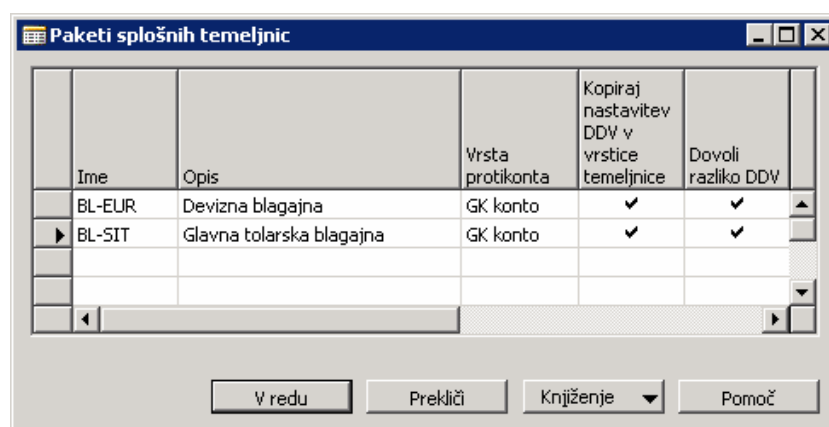 Paketi splošnih temeljnic
Ime
Opis
Vrsta
protikonta
Kopiraj
nastavitev
DDV v
vrstice
temeljnice
Dovoli
razliko DDV
BL-EUR Devizna blagajna GK konto
BL-SIT Glavna tolarska blagajna GK konto
V redu Prekliči Knjiženje Pomoč